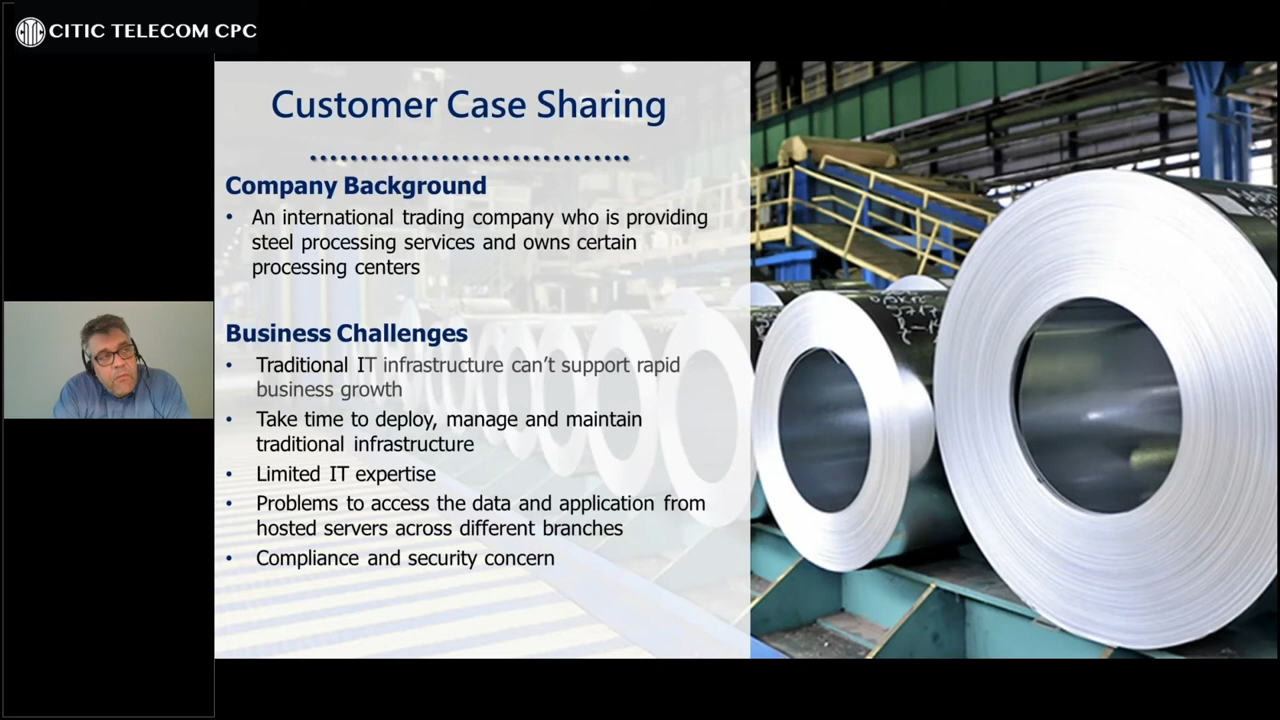 CITIC TELECOM CPC
Customer Case Sharing
Company Background
• An international trading company who is providing
steel processing services and owns certain
processing centers
Business Challenges
• Traditional IT infrastructure can’t support rapid
business growth
• Take time to deploy, manage and maintain
traditional infrastructure
• Limited IT expertise
• Problems to access the data and application from
hosted servers across different branches
• Compliance and security concern